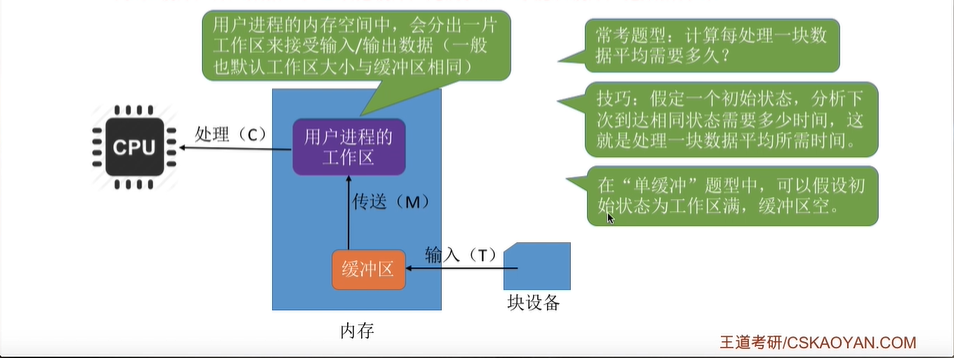 用户进程的内存空间中，会分出一片
工作区来接受输入/输出数据（一般
也默认工作区大小与缓冲区相同）
常考题型：计算每处理一块数
据平均需要多久？
技巧：假定一个初始状态，分析下
次到达相同状态需要多少时间，这
就是处理一块数据平均所需时间。
在“单缓冲”题型中，可以假设初
始状态为工作区满，缓冲区空。
CPU
处理（C）
用户进程的
工作区
传送（M）
缓冲区
输入（T）
块设备
内存
王道考研/CSKAOYAN.COM